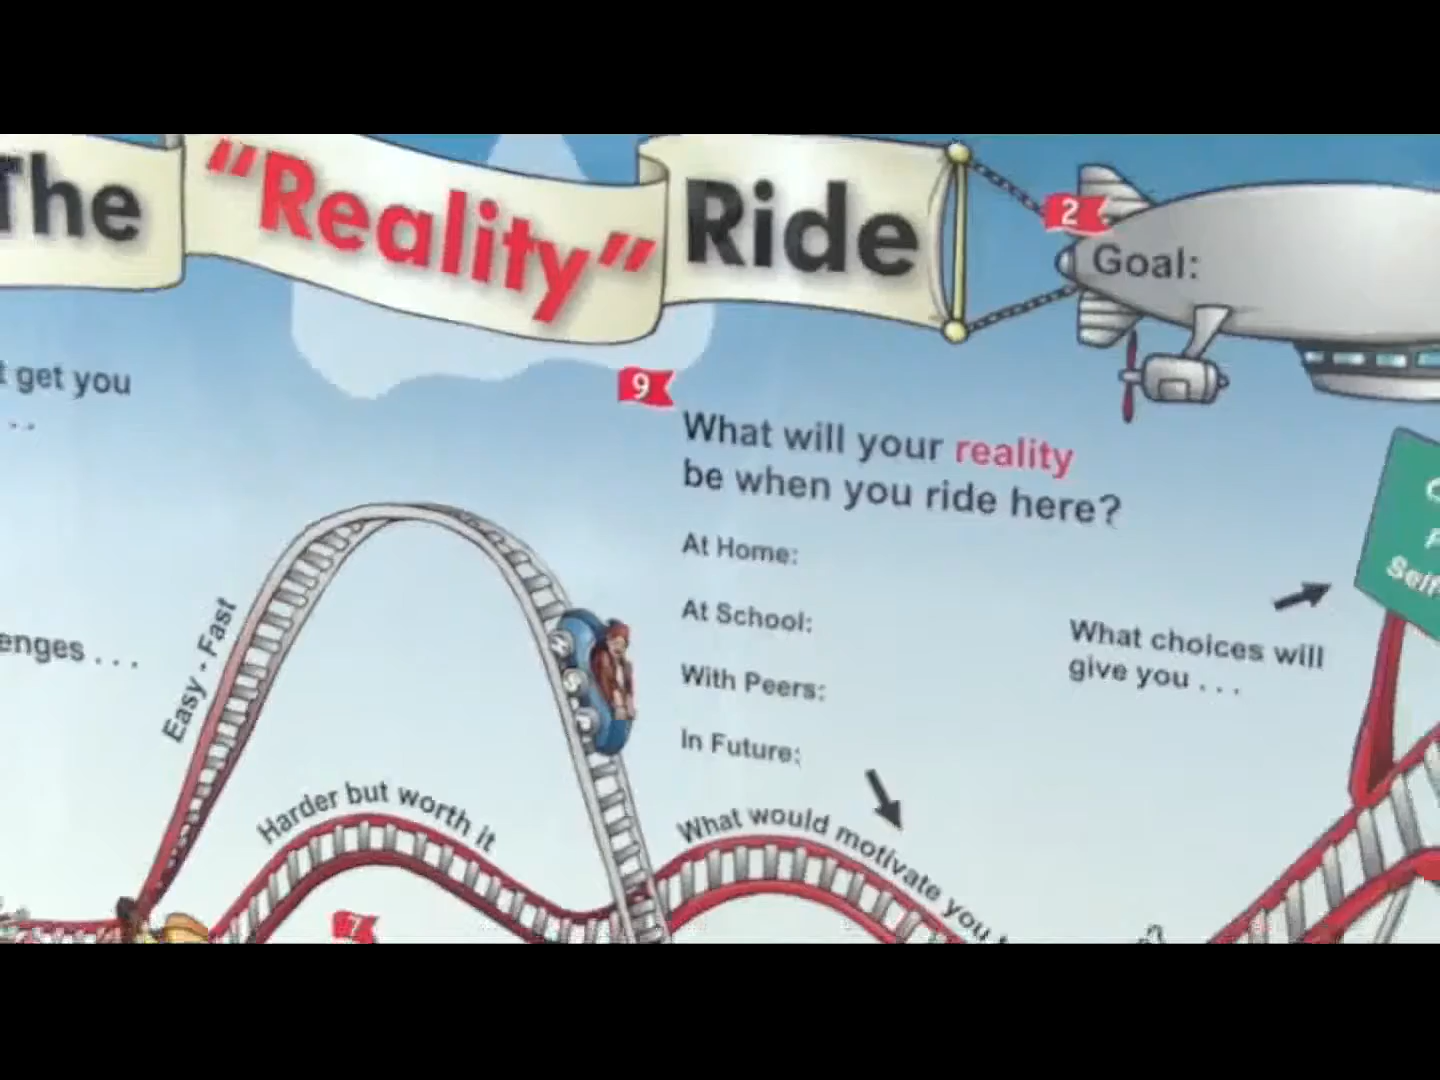 The "Reality" Ride
2
Goal:
get you
9
What will your reality
be when you ride here?
At Home:
At School:
With Peers:
In Future:
What choices will
give you . . .
Easy - Fast
Harder but worth it
What would motivate you
7